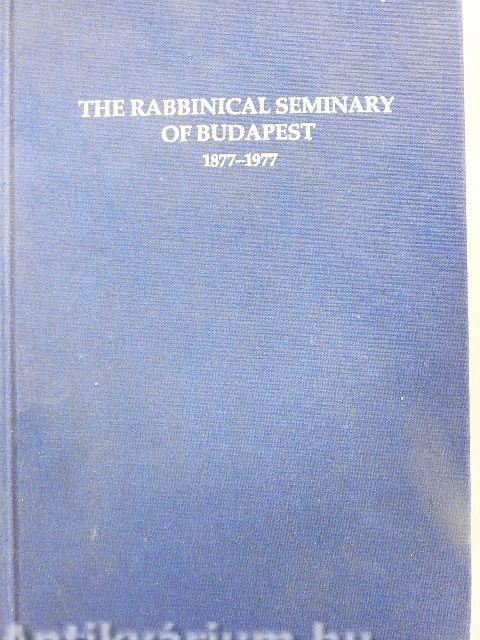 THE RABBINICAL SEMINARY
OF BUDAPEST
1877–1977
Antikvárium.hu